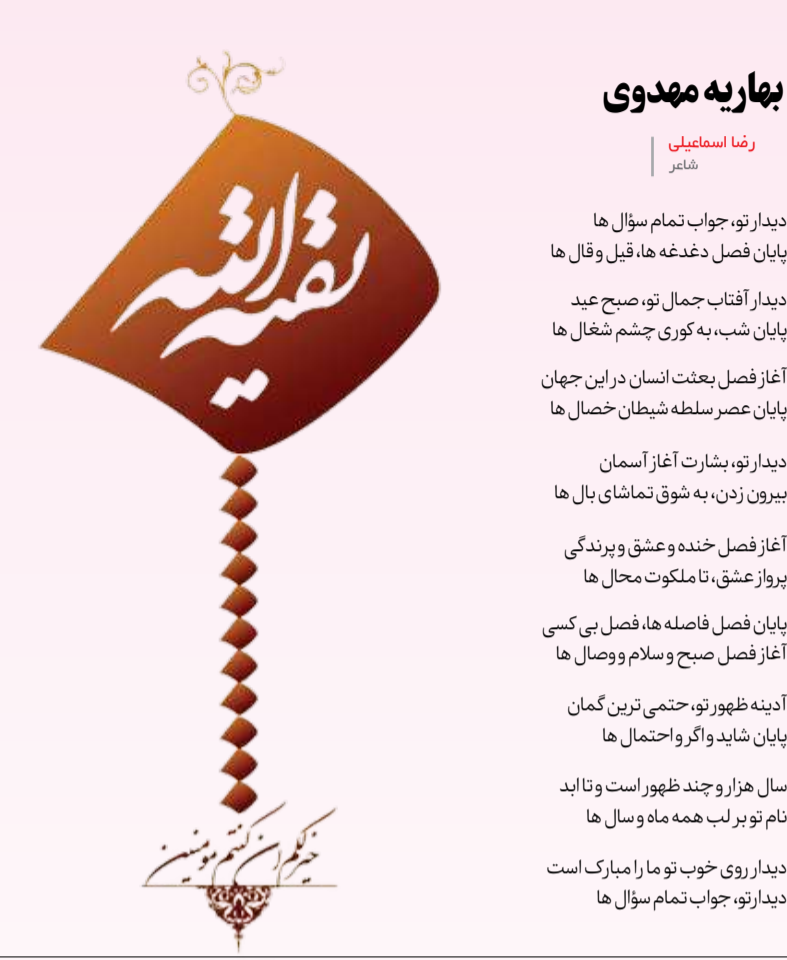 بهاریه مهدوی
رضا اسماعیلی
شاعر
دیدار تو، جواب تمام سؤال ها
پایان فصل دغدغه ها، قیل و قال ها
دیدار آفتاب جمال تو، صبح عید
پایان شب، به کوری چشم شغال ها
آغاز فصل بعثت انسان در این جهان
پایان عصر سلطه شیطان خصال ها
دیدار تو، بشارت آغاز آسمان
بیرون زدن، به شوق تماشای بال ها
آغاز فصل خنده و عشق و پرندگی
پرواز عشق، تا ملکوت محال ها
پایان فصل فاصله ها، فصل بی کسی
آغاز فصل صبح و سلام و وصال ها
آدینه ظهور تو، حتمی ترین گمان
پایان شاید و اگر و احتمال ها
سال هزار و چند ظهور است و تا ابد
نام تو بر لب همه ماه و سال ها
دیدار روی خوب تو ما را مبارک است
دیدارتو، جواب تمام سؤال ها
بقیة الله
خیر لکم ان کنتم مومنین